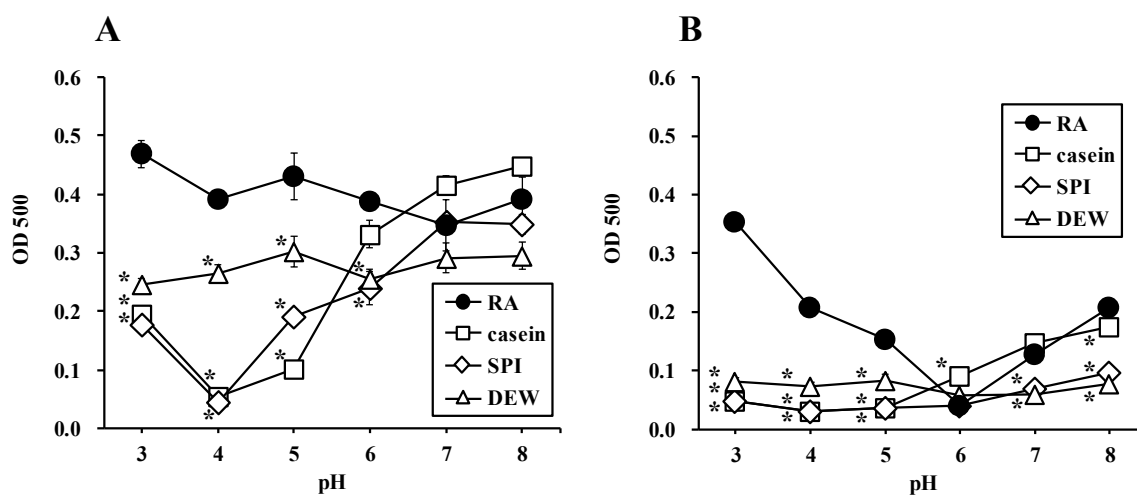 A
0.6
0.5
0.4
0.3
0.2
0.1
0.0
OD 500
3 4 5 6 7 8
pH
* * * * * * * * * *
RA
casein
SPI
DEW
B
0.6
0.5
0.4
0.3
0.2
0.1
0.0
OD 500
3 4 5 6 7 8
pH
* * * * * * * * * * * * * * *
RA
casein
SPI
DEW